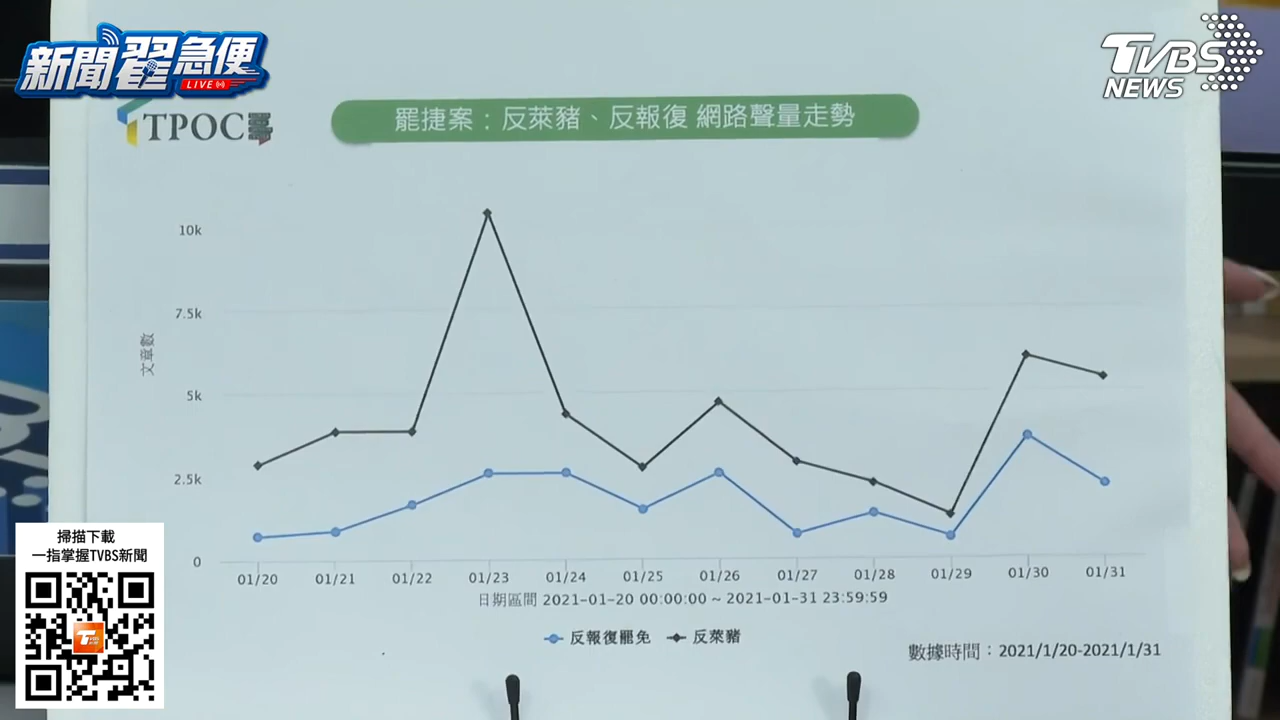 新聞翟急便
LIVE
TVBS
NEWS
TPOC
罷捷案：反萊豬、反報復 網路聲量走勢
文章數
10k
7.5k
5k
2.5k
0
01/20 01/21 01/22 01/23 01/24 01/25 01/26 01/27 01/28 01/29 01/30 01/31
日期區間 2021-01-20 00:00:00 ~ 2021-01-31 23:59:59
反報復罷免 反萊豬
數據時間：2021/1/20-2021/1/31
掃描下載
一指掌握TVBS新聞